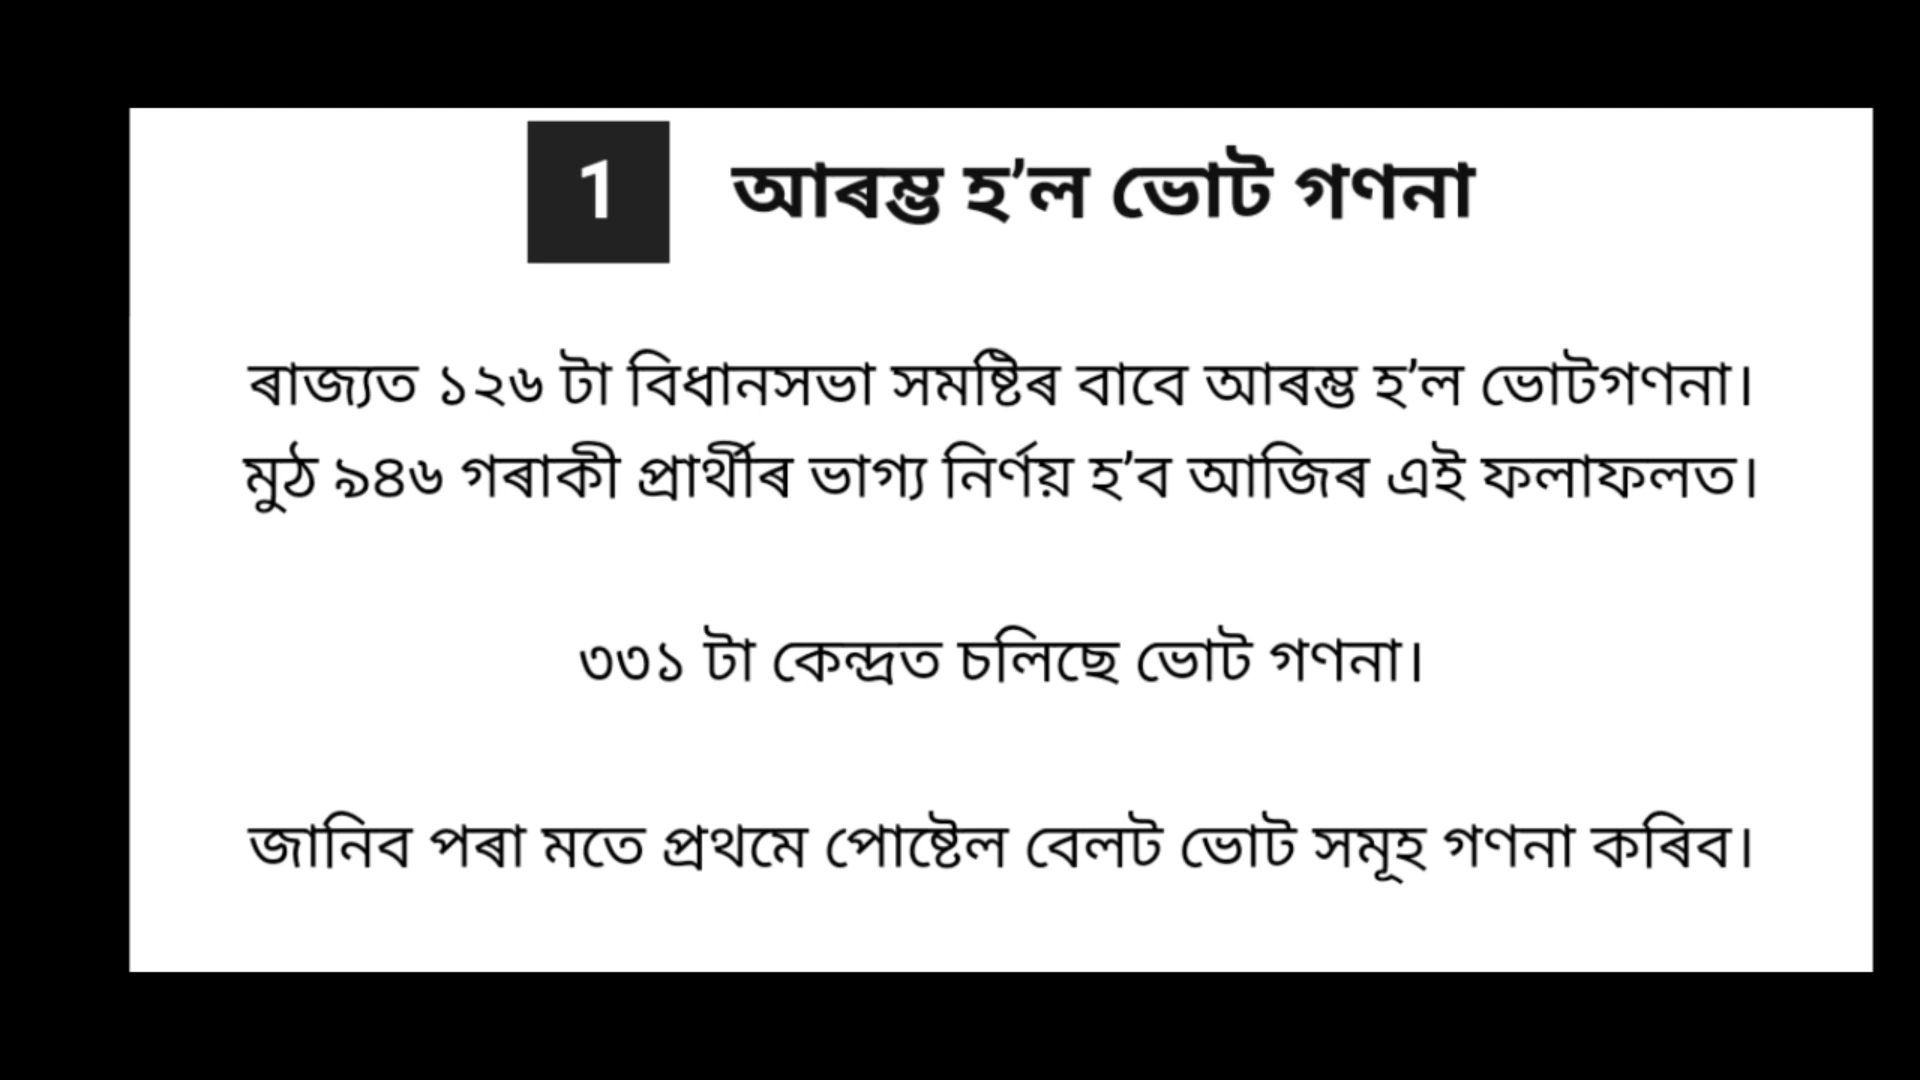 1 আৰম্ভ হ’ল ভোট গণনা
ৰাজ্যত ১২৬ টা বিধানসভা সমষ্টিৰ বাবে আৰম্ভ হ’ল ভোটগণনা।
মুঠ ৯৪৬ গৰাকী প্ৰাৰ্থীৰ ভাগ্য নিৰ্ণয় হ’ব আজিৰ এই ফলাফলত।
৩৩১ টা কেন্দ্ৰত চলিছে ভোট গণনা।
জানিব পৰা মতে প্ৰথমে পোষ্টেল বেলট ভোট সমূহ গণনা কৰিব।